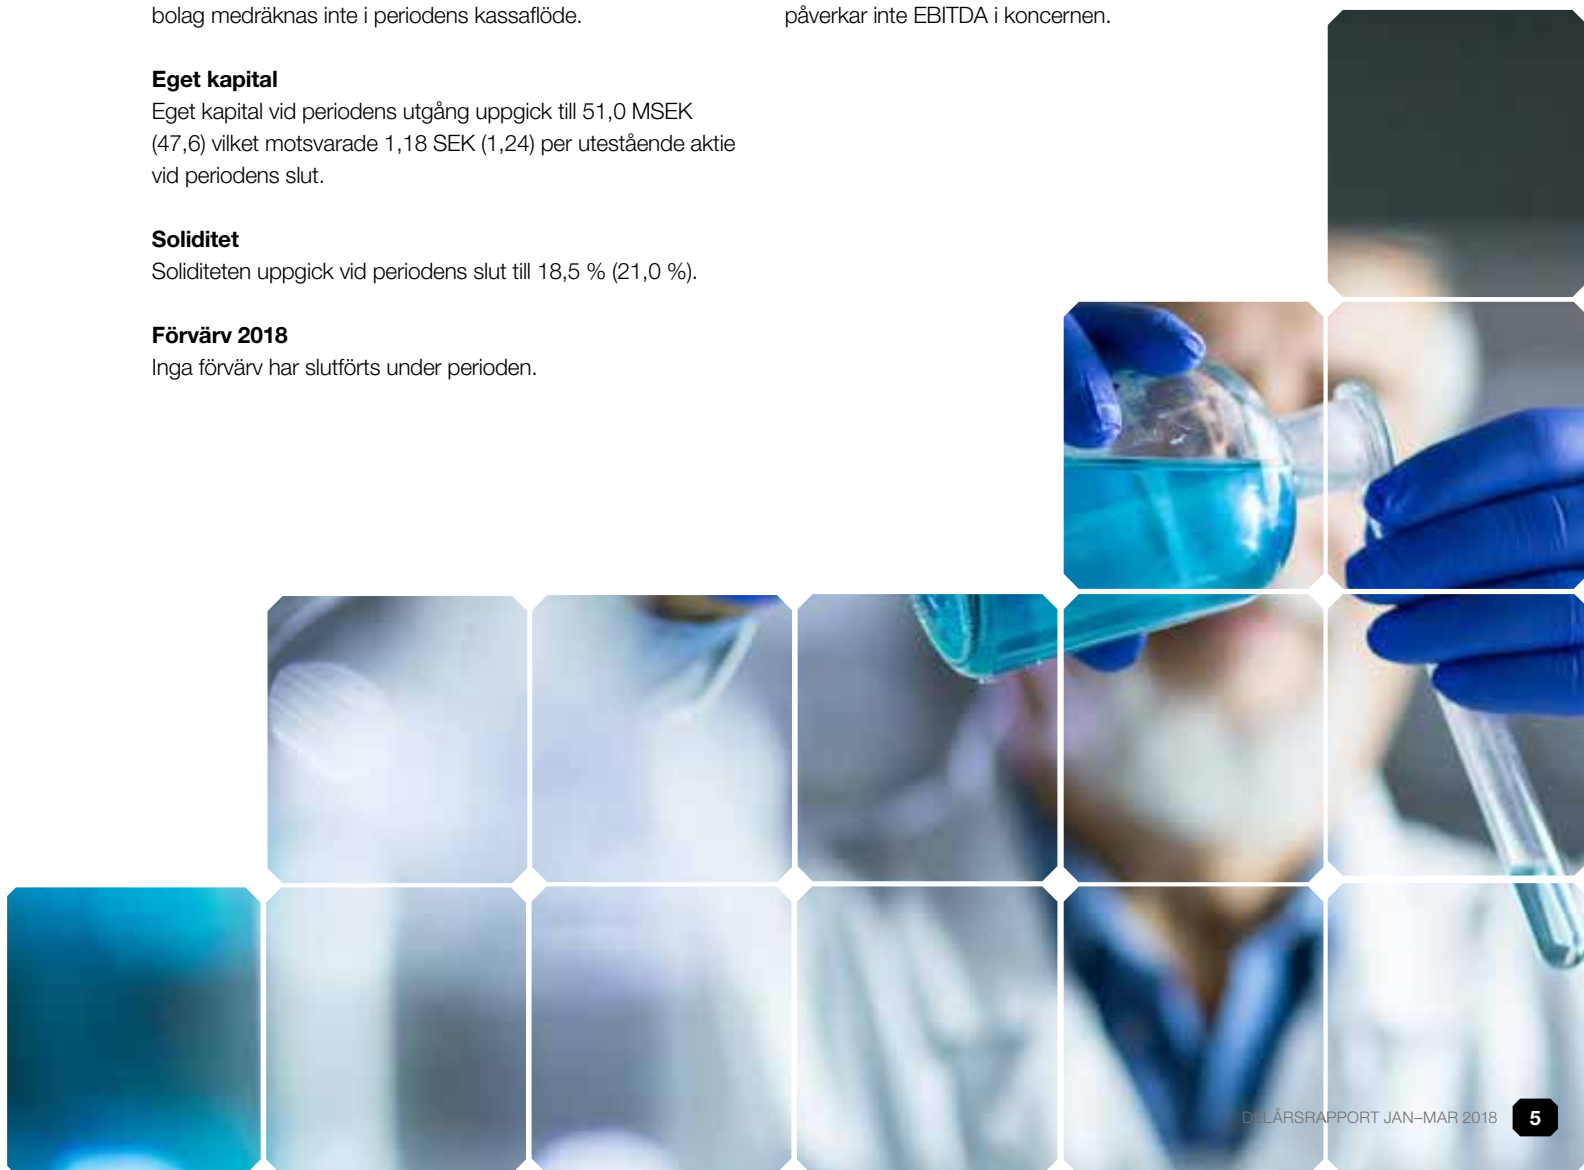 bolag medräknas inte i periodens kassaflöde.
Eget kapital
Eget kapital vid periodens utgång uppgick till 51,0 MSEK
(47,6) vilket motsvarade 1,18 SEK (1,24) per utestående aktie
vid periodens slut.
Soliditet
Soliditeten uppgick vid periodens slut till 18,5 % (21,0 %).
Förvärv 2018
Inga förvärv har slutförts under perioden.
påverkar inte EBITDA i koncernen.
DELÅRSRAPPORT JAN–MAR 2018 5